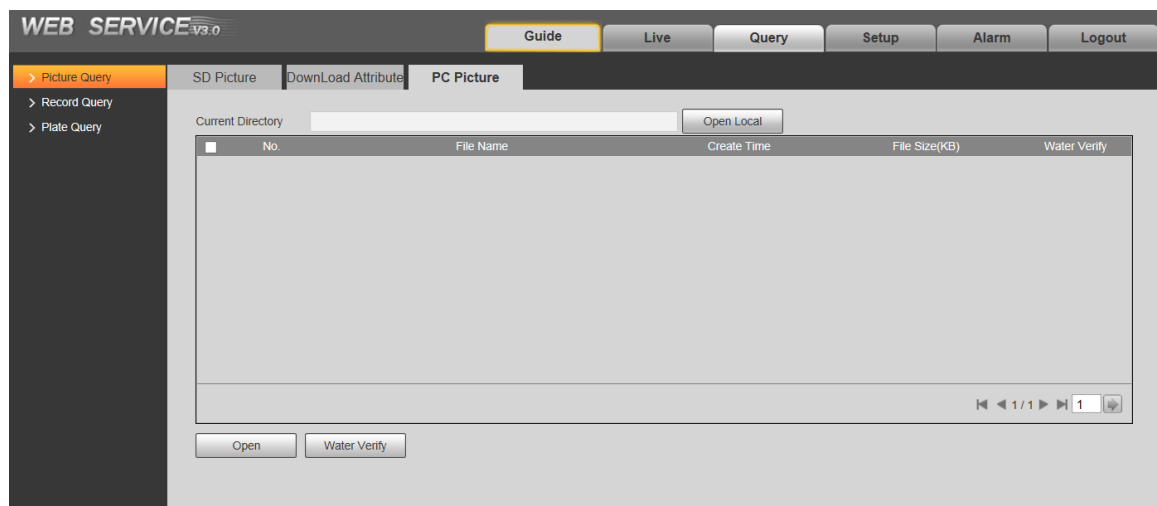 WEB SERVICE V3.0
Guide Live Query Setup Alarm Logout
> Picture Query
> Record Query
> Plate Query
SD Picture DownLoad Attribute PC Picture
Current Directory Open Local
No. File Name Create Time File Size(KB) Water Verify
1 / 1 1
Open Water Verify